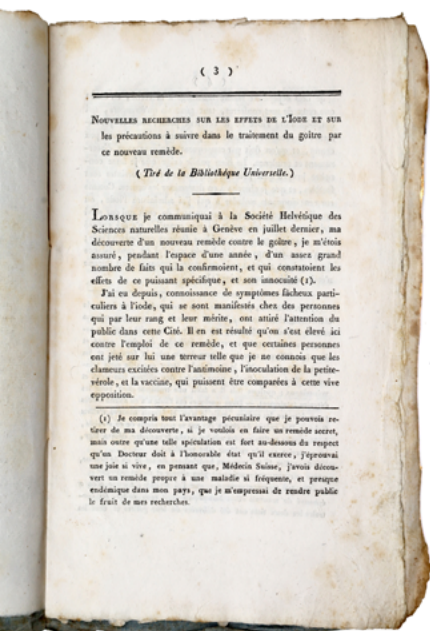 ( 3 )
NOUVELLES RECHERCHES SUR LES EFFETS DE L'IODE ET SUR
les précautions à suivre dans le traitement du goître par
ce nouveau remède.
( Tiré de la Bibliothéque Universelle. )
LORSQUE je communiquai à la Société Helvétique des
Sciences naturelles réunie à Genève en juillet dernier, ma
découverte d'un nouveau remède contre le goître, je m'étois
assuré, pendant l'espace d'une année, d'un assez grand
nombre de faits qui la confirmoient, et qui constatoient les
effets de ce puissant spécifique, et son innocuité (1).
J'ai eu depuis, connoissance de symptômes fâcheux parti-
culiers à l'iode, qui se sont manifestés chez des personnes
qui par leur rang et leur mérite, ont attiré l'attention du
public dans cette Cité. Il en est résulté qu'on s'est élevé ici
contre l'emploi de ce remède, et que certaines personnes
ont jeté sur lui une terreur telle que je ne connois que les
clameurs excitées contre l'antimoine, l'inoculation de la petite-
vérole, et la vaccine, qui puissent être comparées à cette vive
opposition.
(1) Je compris tout l'avantage pécuniaire que je pouvois re-
tirer de ma découverte, si je voulois en faire un remède secret,
mais outre qu'une telle spéculation est fort au-dessous du respect
qu'un Docteur doit à l'honorable état qu'il exerce, j'éprouvai
une joie si vive, en pensant que, Médecin Suisse, j'avois décou-
vert un remède propre à une maladie si fréquente, et presque
endémique dans mon pays, que je m'empressai de rendre public
le fruit de mes recherches.